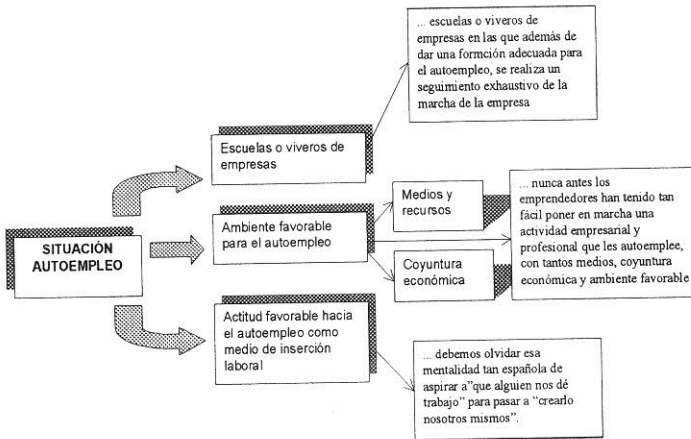 ... escuelas o viveros de
empresas en las que además de
dar una formción adecuada para
el autoempleo, se realiza un
seguimiento exhaustivo de la
marcha de la empresa
Escuelas o viveros de
empresas
SITUACIÓN
AUTOEMPLEO
Ambiente favorable
para el autoempleo
Medios y
recursos
Coyuntura
económica
... nunca antes los
emprendedores han tenido tan
fácil poner en marcha una
actividad empresarial y
profesional que les autoemplee,
con tantos medios, coyuntura
económica y ambiente favorable
Actitud favorable hacia
el autoempleo como
medio de inserción
laboral
... debemos olvidar esa
mentalidad tan española de
aspirar a"que alguien nos dé
trabajo" para pasar a "crearlo
nosotros mismos".